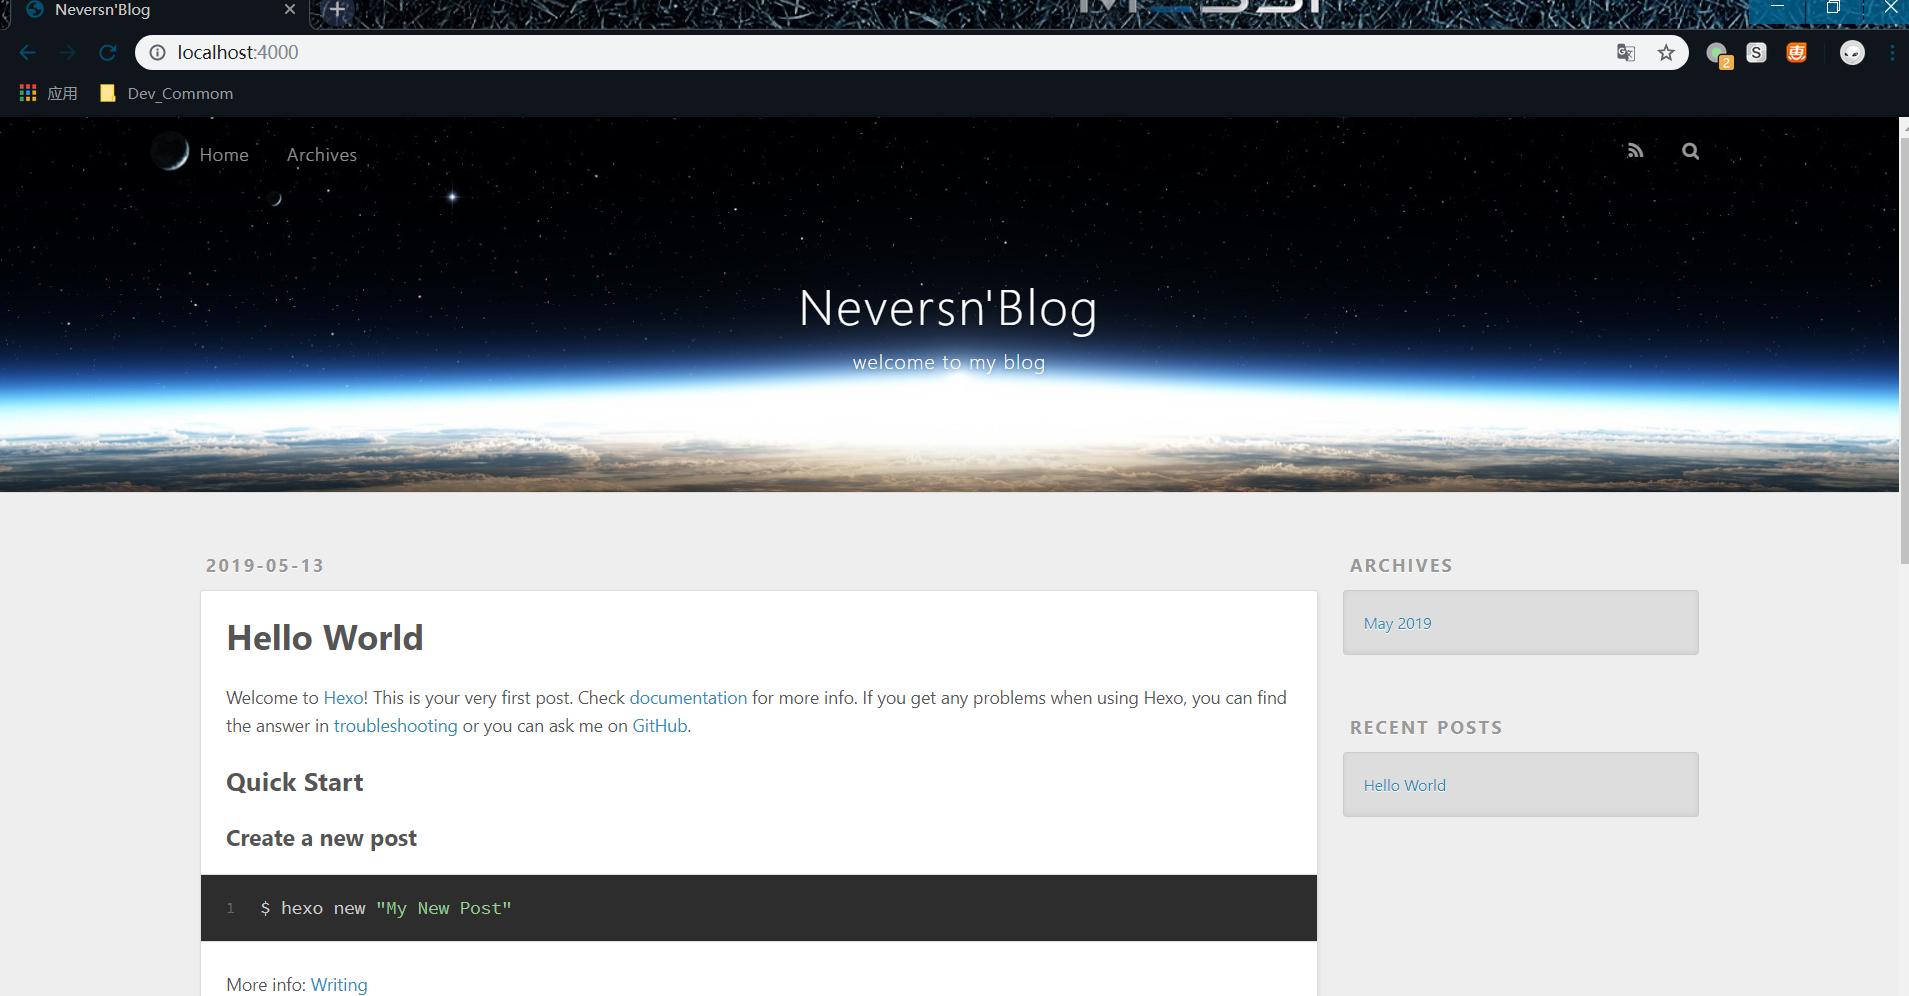 Neversn'Blog
localhost:4000
2
S
惠
应用
Dev_Commom
Home
Archives
Neversn'Blog
welcome to my blog
2019-05-13
Hello World
Welcome to Hexo! This is your very first post. Check documentation for more info. If you get any problems when using Hexo, you can find
the answer in troubleshooting or you can ask me on GitHub.
Quick Start
Create a new post
1 $ hexo new "My New Post"
More info: Writing
ARCHIVES
May 2019
RECENT POSTS
Hello World